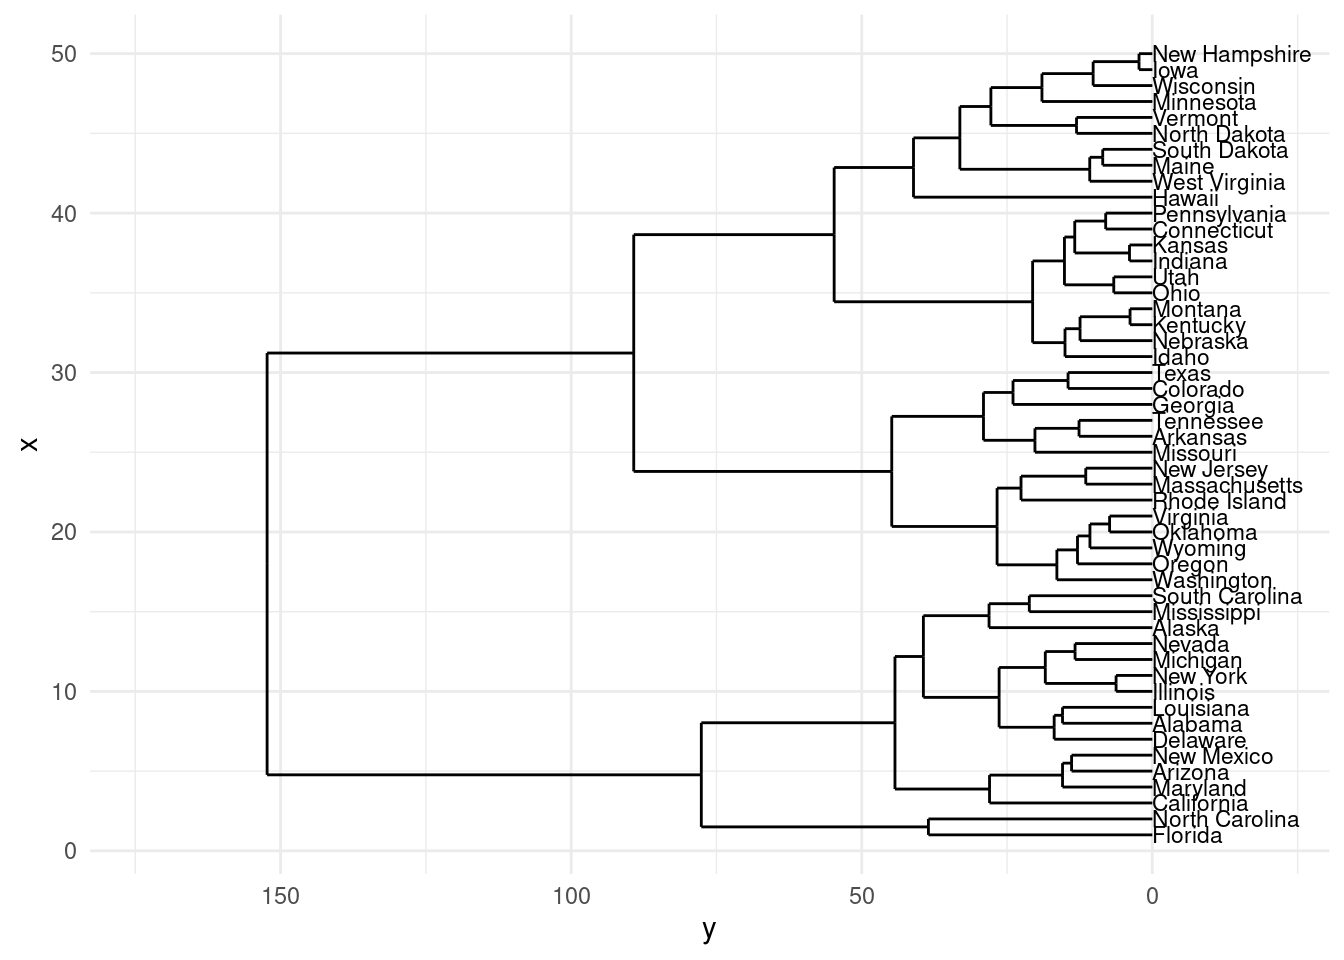 50
40
30
20
10
0
x
New Hampshire
Iowa
Wisconsin
Minnesota
Vermont
North Dakota
South Dakota
Maine
West Virginia
Hawaii
Pennsylvania
Connecticut
Kansas
Indiana
Utah
Ohio
Montana
Kentucky
Nebraska
Idaho
Texas
Colorado
Georgia
Tennessee
Arkansas
Missouri
New Jersey
Massachusetts
Rhode Island
Virginia
Oklahoma
Wyoming
Oregon
Washington
South Carolina
Mississippi
Alaska
Nevada
Michigan
New York
Illinois
Louisiana
Alabama
Delaware
New Mexico
Arizona
Maryland
California
North Carolina
Florida
150 100 50 0
y